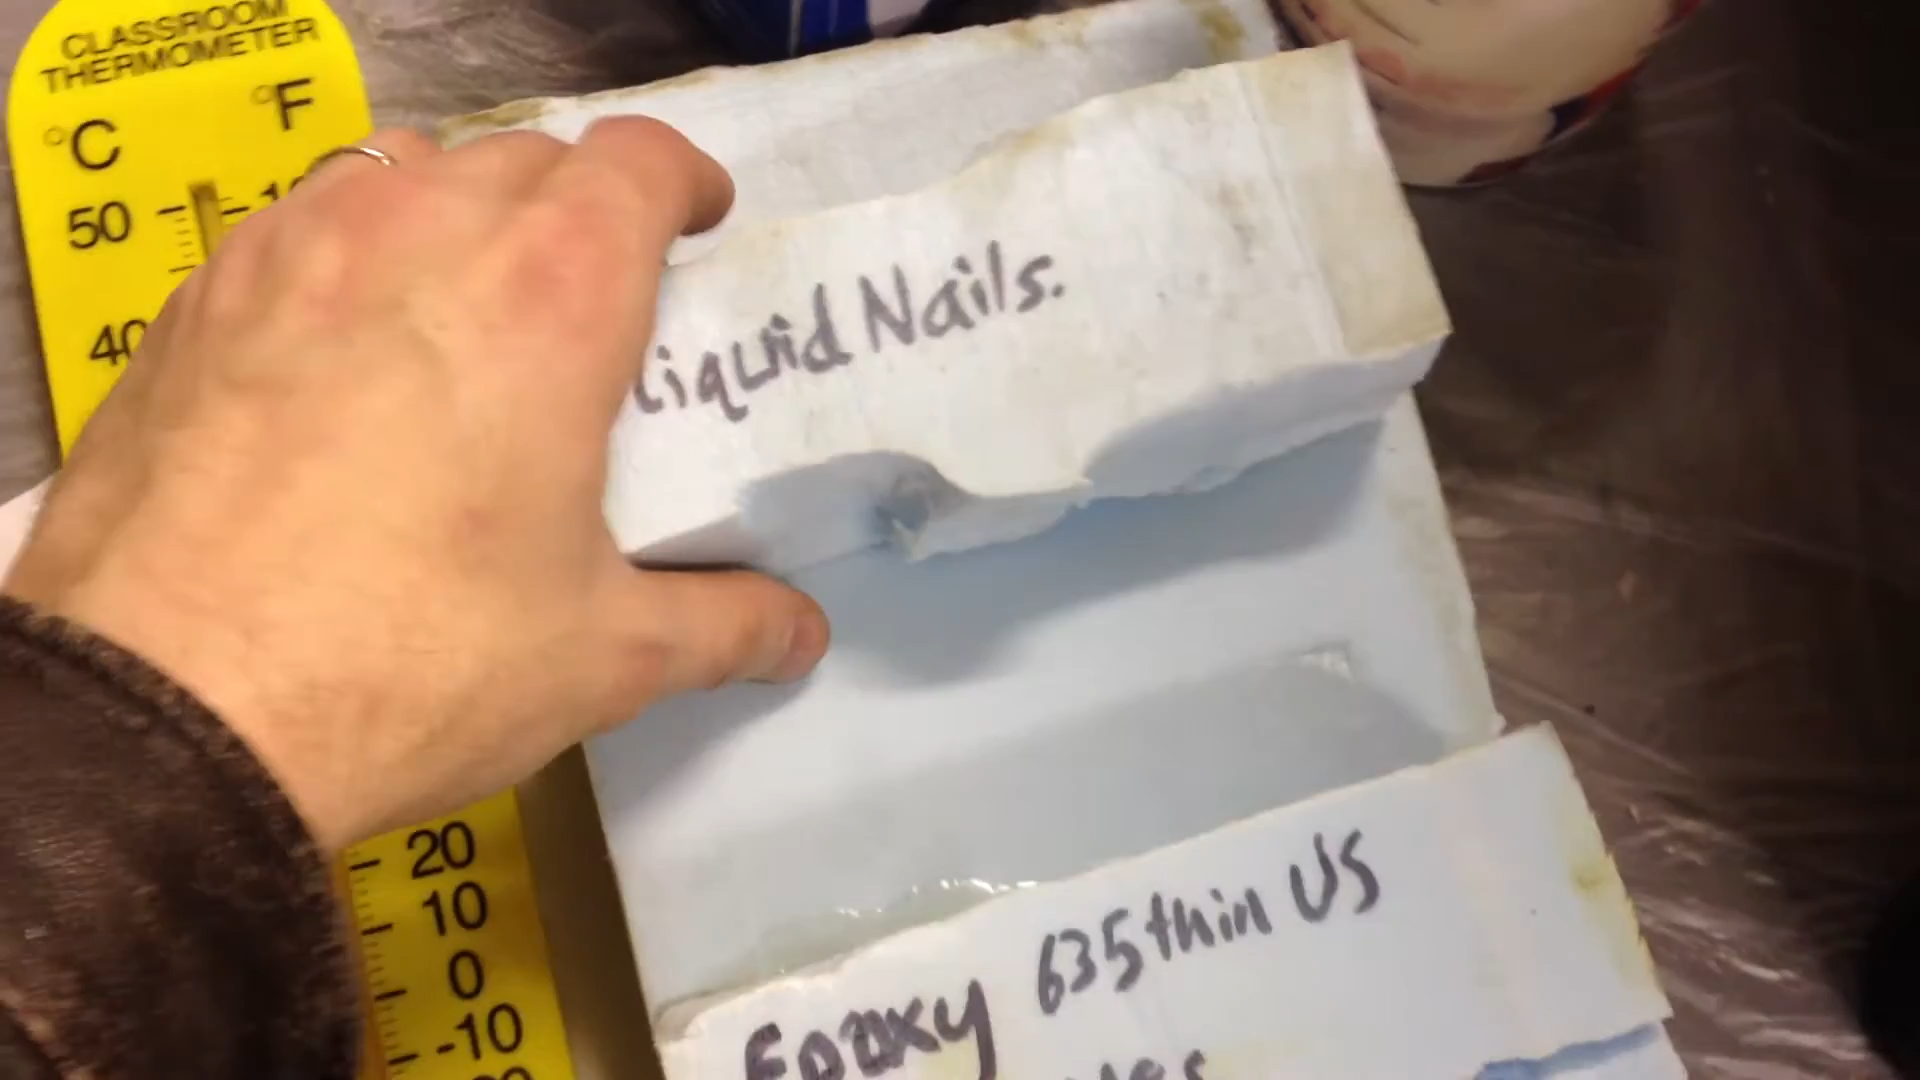 CLASSROOM
THERMOMETER
°C °F
50
40
Liquid Nails.
20
10
0
-10
Epoxy 635 thin US